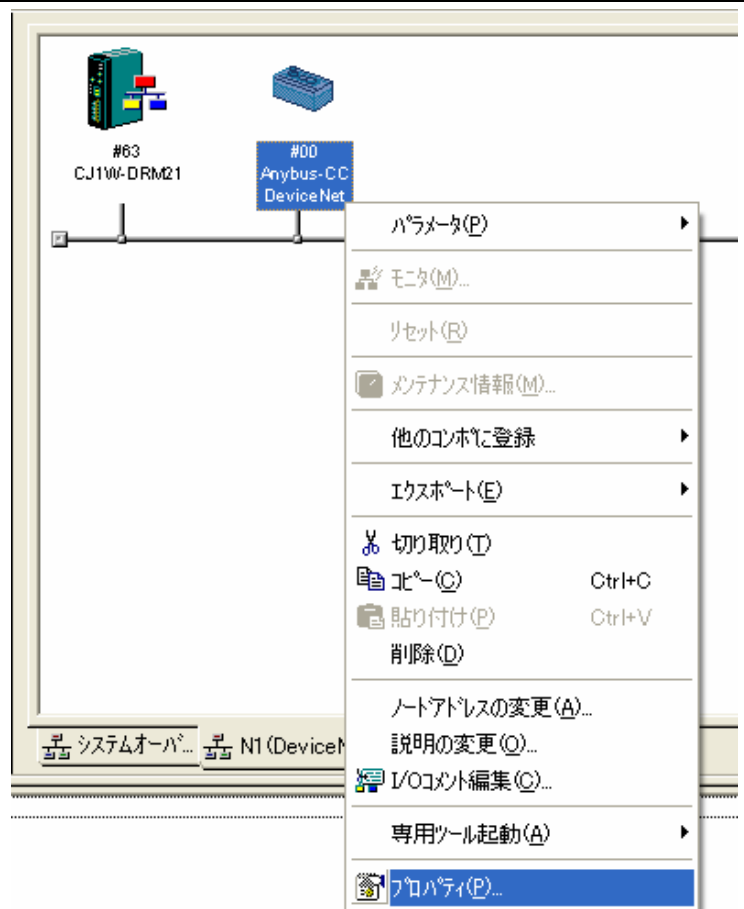 #63
CJ1W-DRM21
#00
Anybus-CC
DeviceNet
ﾊﾟﾗﾒｰﾀ(P)
ﾓﾆﾀ(M)...
ﾘｾｯﾄ(R)
ﾒﾝﾃﾅﾝｽ情報(M)...
他のｺﾝﾎﾟに登録
ｴｸｽﾎﾟｰﾄ(E)
切り取り(T)
ｺﾋﾟｰ(C) Ctrl+C
貼り付け(P) Ctrl+V
削除(D)
ﾉｰﾄﾞｱﾄﾞﾚｽの変更(A)...
説明の変更(O)...
I/Oｺﾒﾝﾄ編集(C)...
専用ﾂｰﾙ起動(A)
ﾌﾟﾛﾊﾟﾃｨ(P)...
ｼｽﾃﾑｵｰﾊﾞ... N1 (DeviceN